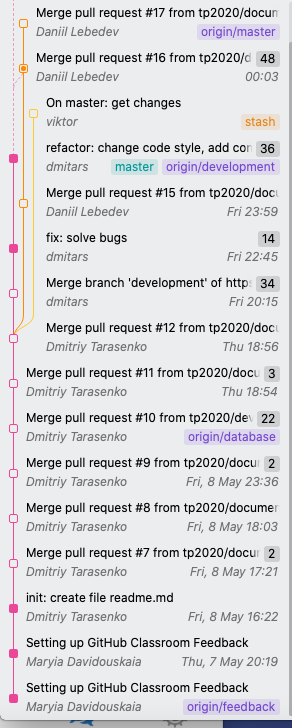 Merge pull request #17 from tp2020/docum
Daniil Lebedev origin/master
Merge pull request #16 from tp2020/d 48
Daniil Lebedev 00:03
On master: get changes
viktor stash
refactor: change code style, add con 36
dmitars master origin/development
Merge pull request #15 from tp2020/docu
Daniil Lebedev Fri 23:59
fix: solve bugs 14
dmitars Fri 22:45
Merge branch 'development' of http 34
dmitars Fri 20:15
Merge pull request #12 from tp2020/docu
Dmitriy Tarasenko Thu 18:56
Merge pull request #11 from tp2020/docu 3
Dmitriy Tarasenko Thu 18:54
Merge pull request #10 from tp2020/dev 22
Dmitriy Tarasenko origin/database
Merge pull request #9 from tp2020/docu 2
Dmitriy Tarasenko Fri, 8 May 23:36
Merge pull request #8 from tp2020/documen
Dmitriy Tarasenko Fri, 8 May 18:03
Merge pull request #7 from tp2020/docu 2
Dmitriy Tarasenko Fri, 8 May 17:21
init: create file readme.md
Dmitriy Tarasenko Fri, 8 May 16:22
Setting up GitHub Classroom Feedback
Maryia Davidouskaia Thu, 7 May 20:19
Setting up GitHub Classroom Feedback
Maryia Davidouskaia origin/feedback